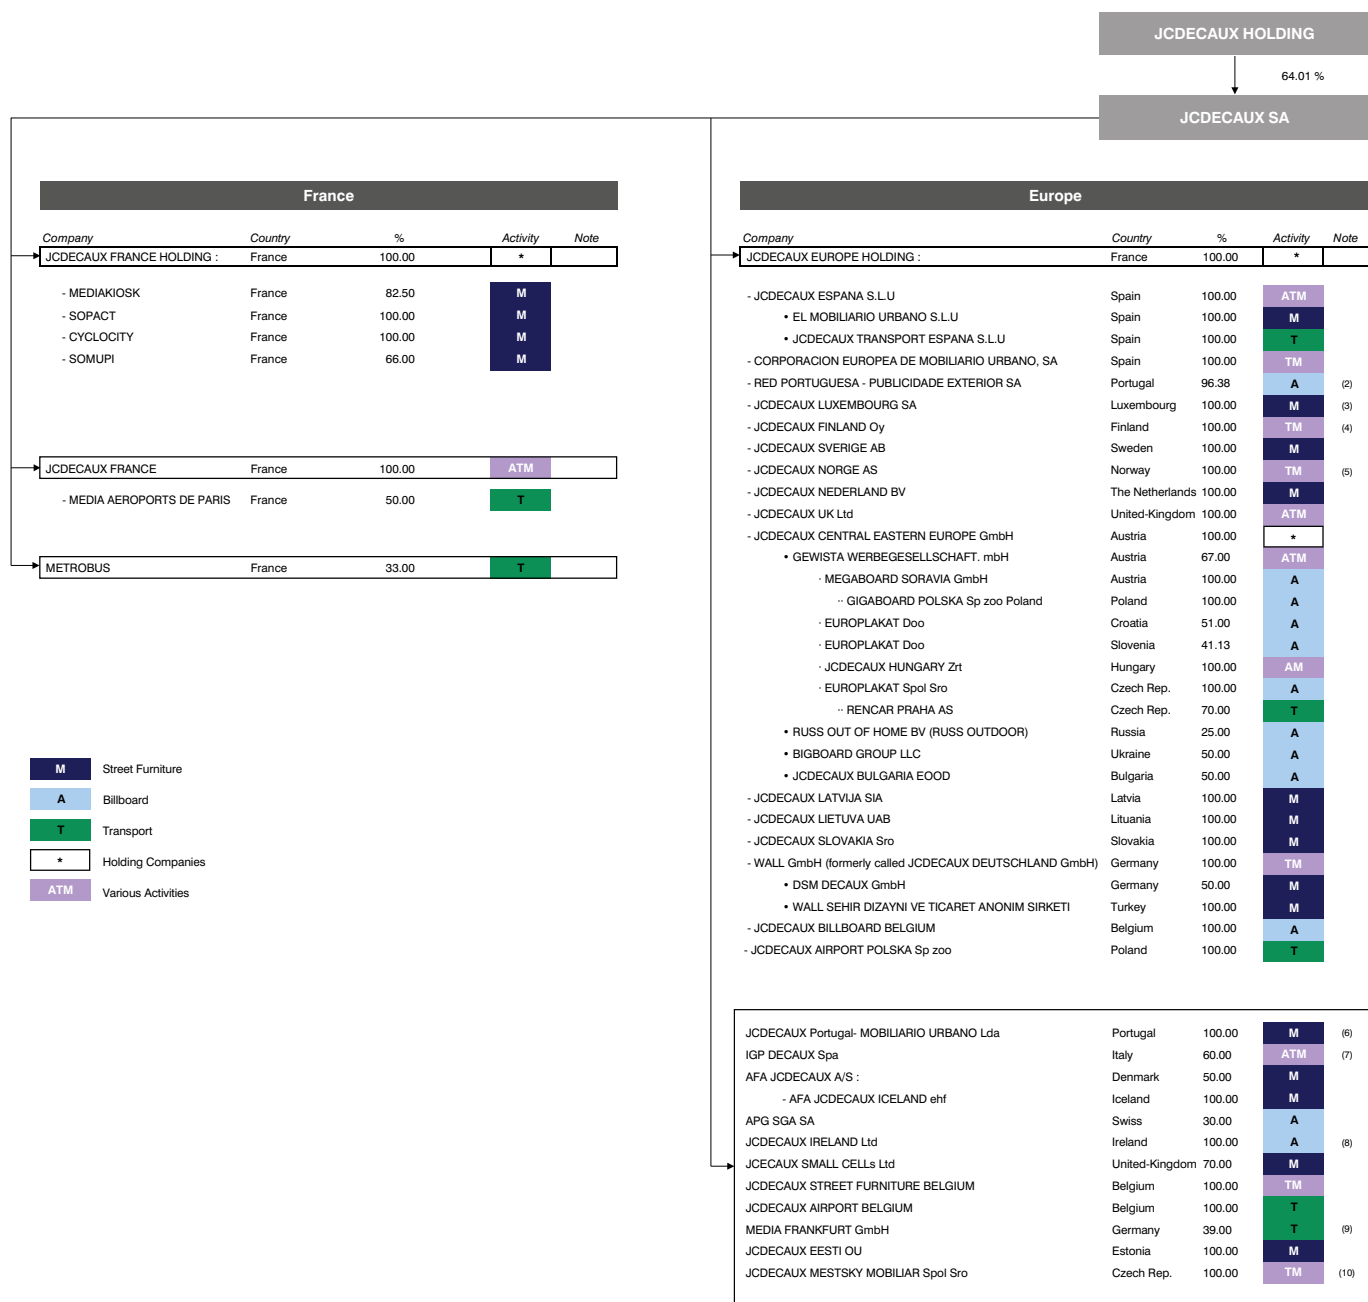 JCDECAUX HOLDING
64.01 %
JCDECAUX SA
France
Company Country % Activity Note
JCDECAUX FRANCE HOLDING : France 100.00 *
- MEDIAKIOSK France 82.50 M
- SOPACT France 100.00 M
- CYCLOCITY France 100.00 M
- SOMUPI France 66.00 M
JCDECAUX FRANCE France 100.00 ATM
- MEDIA AEROPORTS DE PARIS France 50.00 T
METROBUS France 33.00 T
M Street Furniture
A Billboard
T Transport
* Holding Companies
ATM Various Activities
Europe
Company Country % Activity Note
JCDECAUX EUROPE HOLDING : France 100.00 *
- JCDECAUX ESPANA S.L.U Spain 100.00 ATM
• EL MOBILIARIO URBANO S.L.U Spain 100.00 M
• JCDECAUX TRANSPORT ESPANA S.L.U Spain 100.00 T
- CORPORACION EUROPEA DE MOBILIARIO URBANO, SA Spain 100.00 TM
- RED PORTUGUESA - PUBLICIDADE EXTERIOR SA Portugal 96.38 A (2)
- JCDECAUX LUXEMBOURG SA Luxembourg 100.00 M (3)
- JCDECAUX FINLAND Oy Finland 100.00 TM (4)
- JCDECAUX SVERIGE AB Sweden 100.00 M
- JCDECAUX NORGE AS Norway 100.00 TM (5)
- JCDECAUX NEDERLAND BV The Netherlands 100.00 M
- JCDECAUX UK Ltd United-Kingdom 100.00 ATM
- JCDECAUX CENTRAL EASTERN EUROPE GmbH Austria 100.00 *
• GEWISTA WERBEGESELLSCHAFT. mbH Austria 67.00 ATM
· MEGABOARD SORAVIA GmbH Austria 100.00 A
·· GIGABOARD POLSKA Sp zoo Poland Poland 100.00 A
· EUROPLAKAT Doo Croatia 51.00 A
· EUROPLAKAT Doo Slovenia 41.13 A
· JCDECAUX HUNGARY Zrt Hungary 100.00 AM
· EUROPLAKAT Spol Sro Czech Rep. 100.00 A
·· RENCAR PRAHA AS Czech Rep. 70.00 T
• RUSS OUT OF HOME BV (RUSS OUTDOOR) Russia 25.00 A
• BIGBOARD GROUP LLC Ukraine 50.00 A
• JCDECAUX BULGARIA EOOD Bulgaria 50.00 A
- JCDECAUX LATVIJA SIA Latvia 100.00 M
- JCDECAUX LIETUVA UAB Lituania 100.00 M
- JCDECAUX SLOVAKIA Sro Slovakia 100.00 M
- WALL GmbH (formerly called JCDECAUX DEUTSCHLAND GmbH) Germany 100.00 TM
• DSM DECAUX GmbH Germany 50.00 M
• WALL SEHIR DIZAYNI VE TICARET ANONIM SIRKETI Turkey 100.00 M
- JCDECAUX BILLBOARD BELGIUM Belgium 100.00 A
- JCDECAUX AIRPORT POLSKA Sp zoo Poland 100.00 T
JCDECAUX Portugal- MOBILIARIO URBANO Lda Portugal 100.00 M (6)
IGP DECAUX Spa Italy 60.00 ATM (7)
AFA JCDECAUX A/S : Denmark 50.00 M
- AFA JCDECAUX ICELAND ehf Iceland 100.00 M
APG SGA SA Swiss 30.00 A
JCDECAUX IRELAND Ltd Ireland 100.00 A (8)
JCECAUX SMALL CELLs Ltd United-Kingdom 70.00 M
JCDECAUX STREET FURNITURE BELGIUM Belgium 100.00 TM
JCDECAUX AIRPORT BELGIUM Belgium 100.00 T
MEDIA FRANKFURT GmbH Germany 39.00 T (9)
JCDECAUX EESTI OU Estonia 100.00 M
JCDECAUX MESTSKY MOBILIAR Spol Sro Czech Rep. 100.00 TM (10)